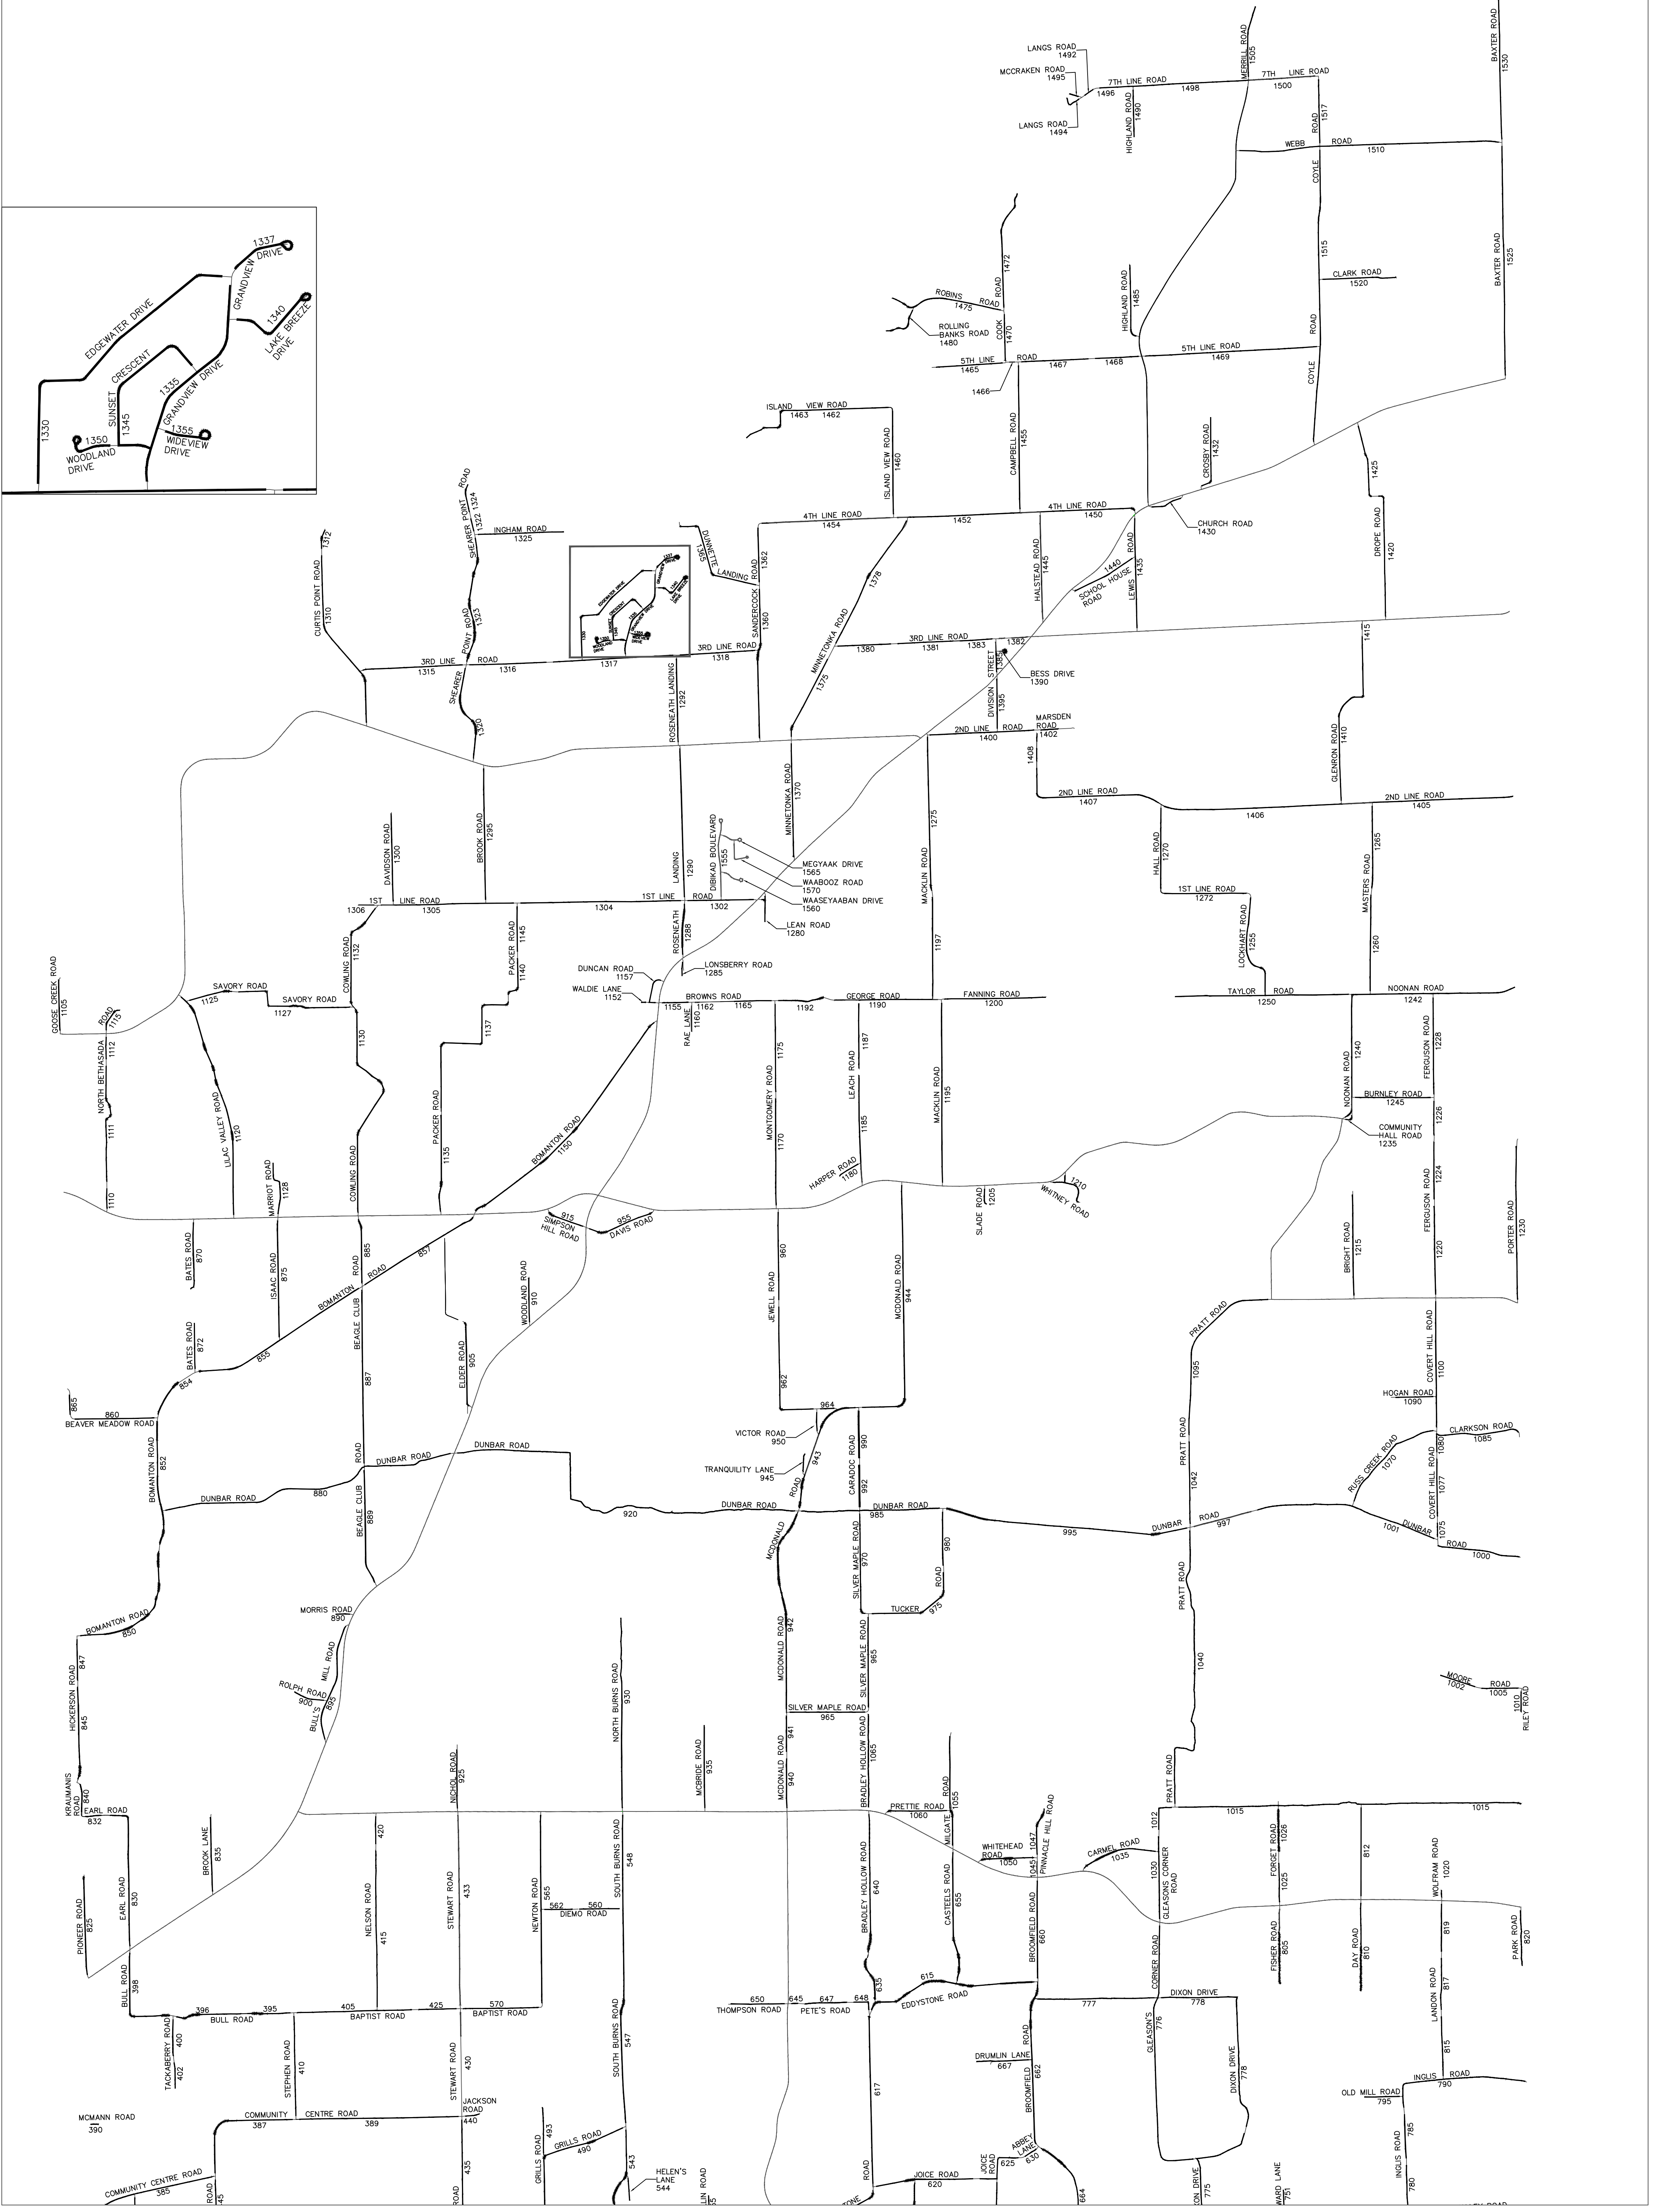 LANGS ROAD
1492
MCCRAKEN ROAD
1495
LANGS ROAD
1494
7TH LINE ROAD
1496
1498
HIGHLAND ROAD
1490
MERRILL ROAD
1505
7TH LINE ROAD
1500
BAXTER ROAD
1530
1517
WEBB ROAD
1510
COYLE ROAD
1515
BAXTER ROAD
1525
CLARK ROAD
1520
COYLE ROAD
1472
ROBINS ROAD
1475
COOK ROAD
1470
ROLLING
BANKS ROAD
1480
HIGHLAND ROAD
1485
5TH LINE ROAD
1465
1466
1467
1468
5TH LINE ROAD
1469
1337
GRANDVIEW DRIVE
1340
LAKE BREEZE
DRIVE
EDGEWATER DRIVE
1330
SUNSET CRESCENT
1345
1335
GRANDVIEW DRIVE
1355
WIDEVIEW
DRIVE
1350
WOODLAND
DRIVE
ISLAND VIEW ROAD
1463
1462
ISLAND VIEW ROAD
1460
CAMPBELL ROAD
1455
CROSBY ROAD
1432
1425
CHURCH ROAD
1430
DROPE ROAD
1420
4TH LINE ROAD
1454
1452
4TH LINE ROAD
1450
HALSTEAD ROAD
1445
1440
SCHOOL HOUSE
ROAD
LEWIS ROAD
1435
1312
CURTIS POINT ROAD
1310
SHEARER POINT ROAD
1322
1324
INGHAM ROAD
1325
1323
SHEARER POINT ROAD
1320
DUNNETTE LANDING
1365
1362
SANDERCOCK ROAD
1360
1378
MINNETONKA ROAD
1375
3RD LINE ROAD
1315
1316
1317
3RD LINE ROAD
1318
3RD LINE ROAD
1380
1381
1383
1382
1385
DIVISION STREET
1395
BESS DRIVE
1390
1415
GLENRON ROAD
1410
ROSENEATH LANDING
1292
2ND LINE ROAD
1400
MARSDEN
ROAD
1402
1408
2ND LINE ROAD
1407
1406
2ND LINE ROAD
1405
DAVIDSON ROAD
1300
BROOK ROAD
1295
ROSENEATH LANDING
1290
1288
DIBIKAD BOULEVARD
1555
MINNETONKA ROAD
1370
MEGYAAK DRIVE
1565
WAABOOZ ROAD
1570
WAASEYAABAN DRIVE
1560
LEAN ROAD
1280
MACKLIN ROAD
1275
1197
HALL ROAD
1270
1ST LINE ROAD
1272
LOCKHART ROAD
1255
MASTERS ROAD
1265
1260
1ST LINE ROAD
1306
1305
1304
1ST LINE ROAD
1302
COWLING ROAD
1132
PACKER ROAD
1145
1140
1137
GOOSE CREEK ROAD
1105
SAVORY ROAD
1125
SAVORY ROAD
1127
1130
DUNCAN ROAD
1157
LONSBERRY ROAD
1285
WALDIE LANE
1152
BROWNS ROAD
1155
1162
1165
RAE LANE
1160
1192
GEORGE ROAD
1190
FANNING ROAD
1200
TAYLOR ROAD
1250
NOONAN ROAD
1242
NORTH BETHASADA ROAD
1115
1112
1111
1110
LILAC VALLEY ROAD
1120
MARRIOT ROAD
1128
COWLING ROAD
PACKER ROAD
1135
BOMANTON ROAD
1150
MONTGOMERY ROAD
1175
1170
LEACH ROAD
1187
1185
HARPER ROAD
1180
MACKLIN ROAD
1195
SLADE ROAD
1205
1210
WHITNEY ROAD
NOONAN ROAD
1240
FERGUSON ROAD
1228
BURNLEY ROAD
1245
1226
COMMUNITY
HALL ROAD
1235
1224
FERGUSON ROAD
1220
BRIGHT ROAD
1215
PORTER ROAD
1230
BATES ROAD
870
ISAAC ROAD
875
885
BEAGLE CLUB ROAD
887
BOMANTON ROAD
857
855
854
BATES ROAD
872
915
SIMPSON
HILL ROAD
955
DAVIS ROAD
WOODLAND ROAD
910
ELDER ROAD
905
JEWELL ROAD
960
962
MCDONALD ROAD
944
964
VICTOR ROAD
950
TRANQUILITY LANE
945
943
CARADOC ROAD
990
992
PRATT ROAD
1095
PRATT ROAD
1042
COVERT HILL ROAD
1100
HOGAN ROAD
1090
CLARKSON ROAD
1085
1080
RUSS CREEK ROAD
1070
COVERT HILL ROAD
1077
1075
865
860
BEAVER MEADOW ROAD
BOMANTON ROAD
852
DUNBAR ROAD
880
DUNBAR ROAD
DUNBAR ROAD
920
DUNBAR ROAD
DUNBAR ROAD
985
995
DUNBAR ROAD
997
1001
DUNBAR ROAD
1000
BEAGLE CLUB ROAD
889
MCDONALD ROAD
SILVER MAPLE ROAD
970
980
TUCKER ROAD
975
PRATT ROAD
1040
BOMANTON ROAD
850
847
HICKERSON ROAD
845
MORRIS ROAD
890
BULL'S MILL ROAD
895
ROLPH ROAD
900
NORTH BURNS ROAD
930
MCDONALD ROAD
942
SILVER MAPLE ROAD
965
SILVER MAPLE ROAD
965
941
MCDONALD ROAD
940
BRADLEY HOLLOW ROAD
1065
MOORE ROAD
1002
1005
1010
RILEY ROAD
KRAUMANIS
ROAD
840
EARL ROAD
832
NICHOL ROAD
925
MCBRIDE ROAD
935
PRETTIE ROAD
1060
MILGATE ROAD
1055
WHITEHEAD
ROAD
1050
1047
1045
PINNACLE HILL ROAD
CARMEL ROAD
1035
PRATT ROAD
1012
1015
1015
1030
GLEASONS CORNER
ROAD
FORGET ROAD
1026
1025
812
WOLFRAM ROAD
1020
PIONEER ROAD
825
EARL ROAD
830
BROOK LANE
835
NELSON ROAD
420
415
STEWART ROAD
433
NEWTON ROAD
565
562
560
DIEMO ROAD
SOUTH BURNS ROAD
548
BRADLEY HOLLOW ROAD
640
635
CASTEELS ROAD
655
BROOMFIELD ROAD
660
FISHER ROAD
805
DAY ROAD
810
819
LANDON ROAD
817
815
PARK ROAD
820
BULL ROAD
398
396
395
BULL ROAD
405
BAPTIST ROAD
425
570
BAPTIST ROAD
650
THOMPSON ROAD
645
647
PETE'S ROAD
648
EDDYSTONE ROAD
615
777
DIXON DRIVE
778
GLEASON'S CORNER ROAD
776
DIXON DRIVE
778
TACKABERRY ROAD
400
402
STEPHEN ROAD
410
STEWART ROAD
430
SOUTH BURNS ROAD
547
617
DRUMLIN LANE
667
BROOMFIELD ROAD
662
OLD MILL ROAD
795
INGLIS ROAD
790
785
INGLIS ROAD
780
MCMANN ROAD
390
COMMUNITY CENTRE ROAD
387
389
JACKSON
ROAD
440
COMMUNITY CENTRE ROAD
385
ROAD
435
ROAD
GRILLS ROAD
493
GRILLS ROAD
490
543
HELEN'S
LANE
544
ROAD
JOICE ROAD
620
JOICE
ROAD
625
ABBEY
LANE
630
664
775
751